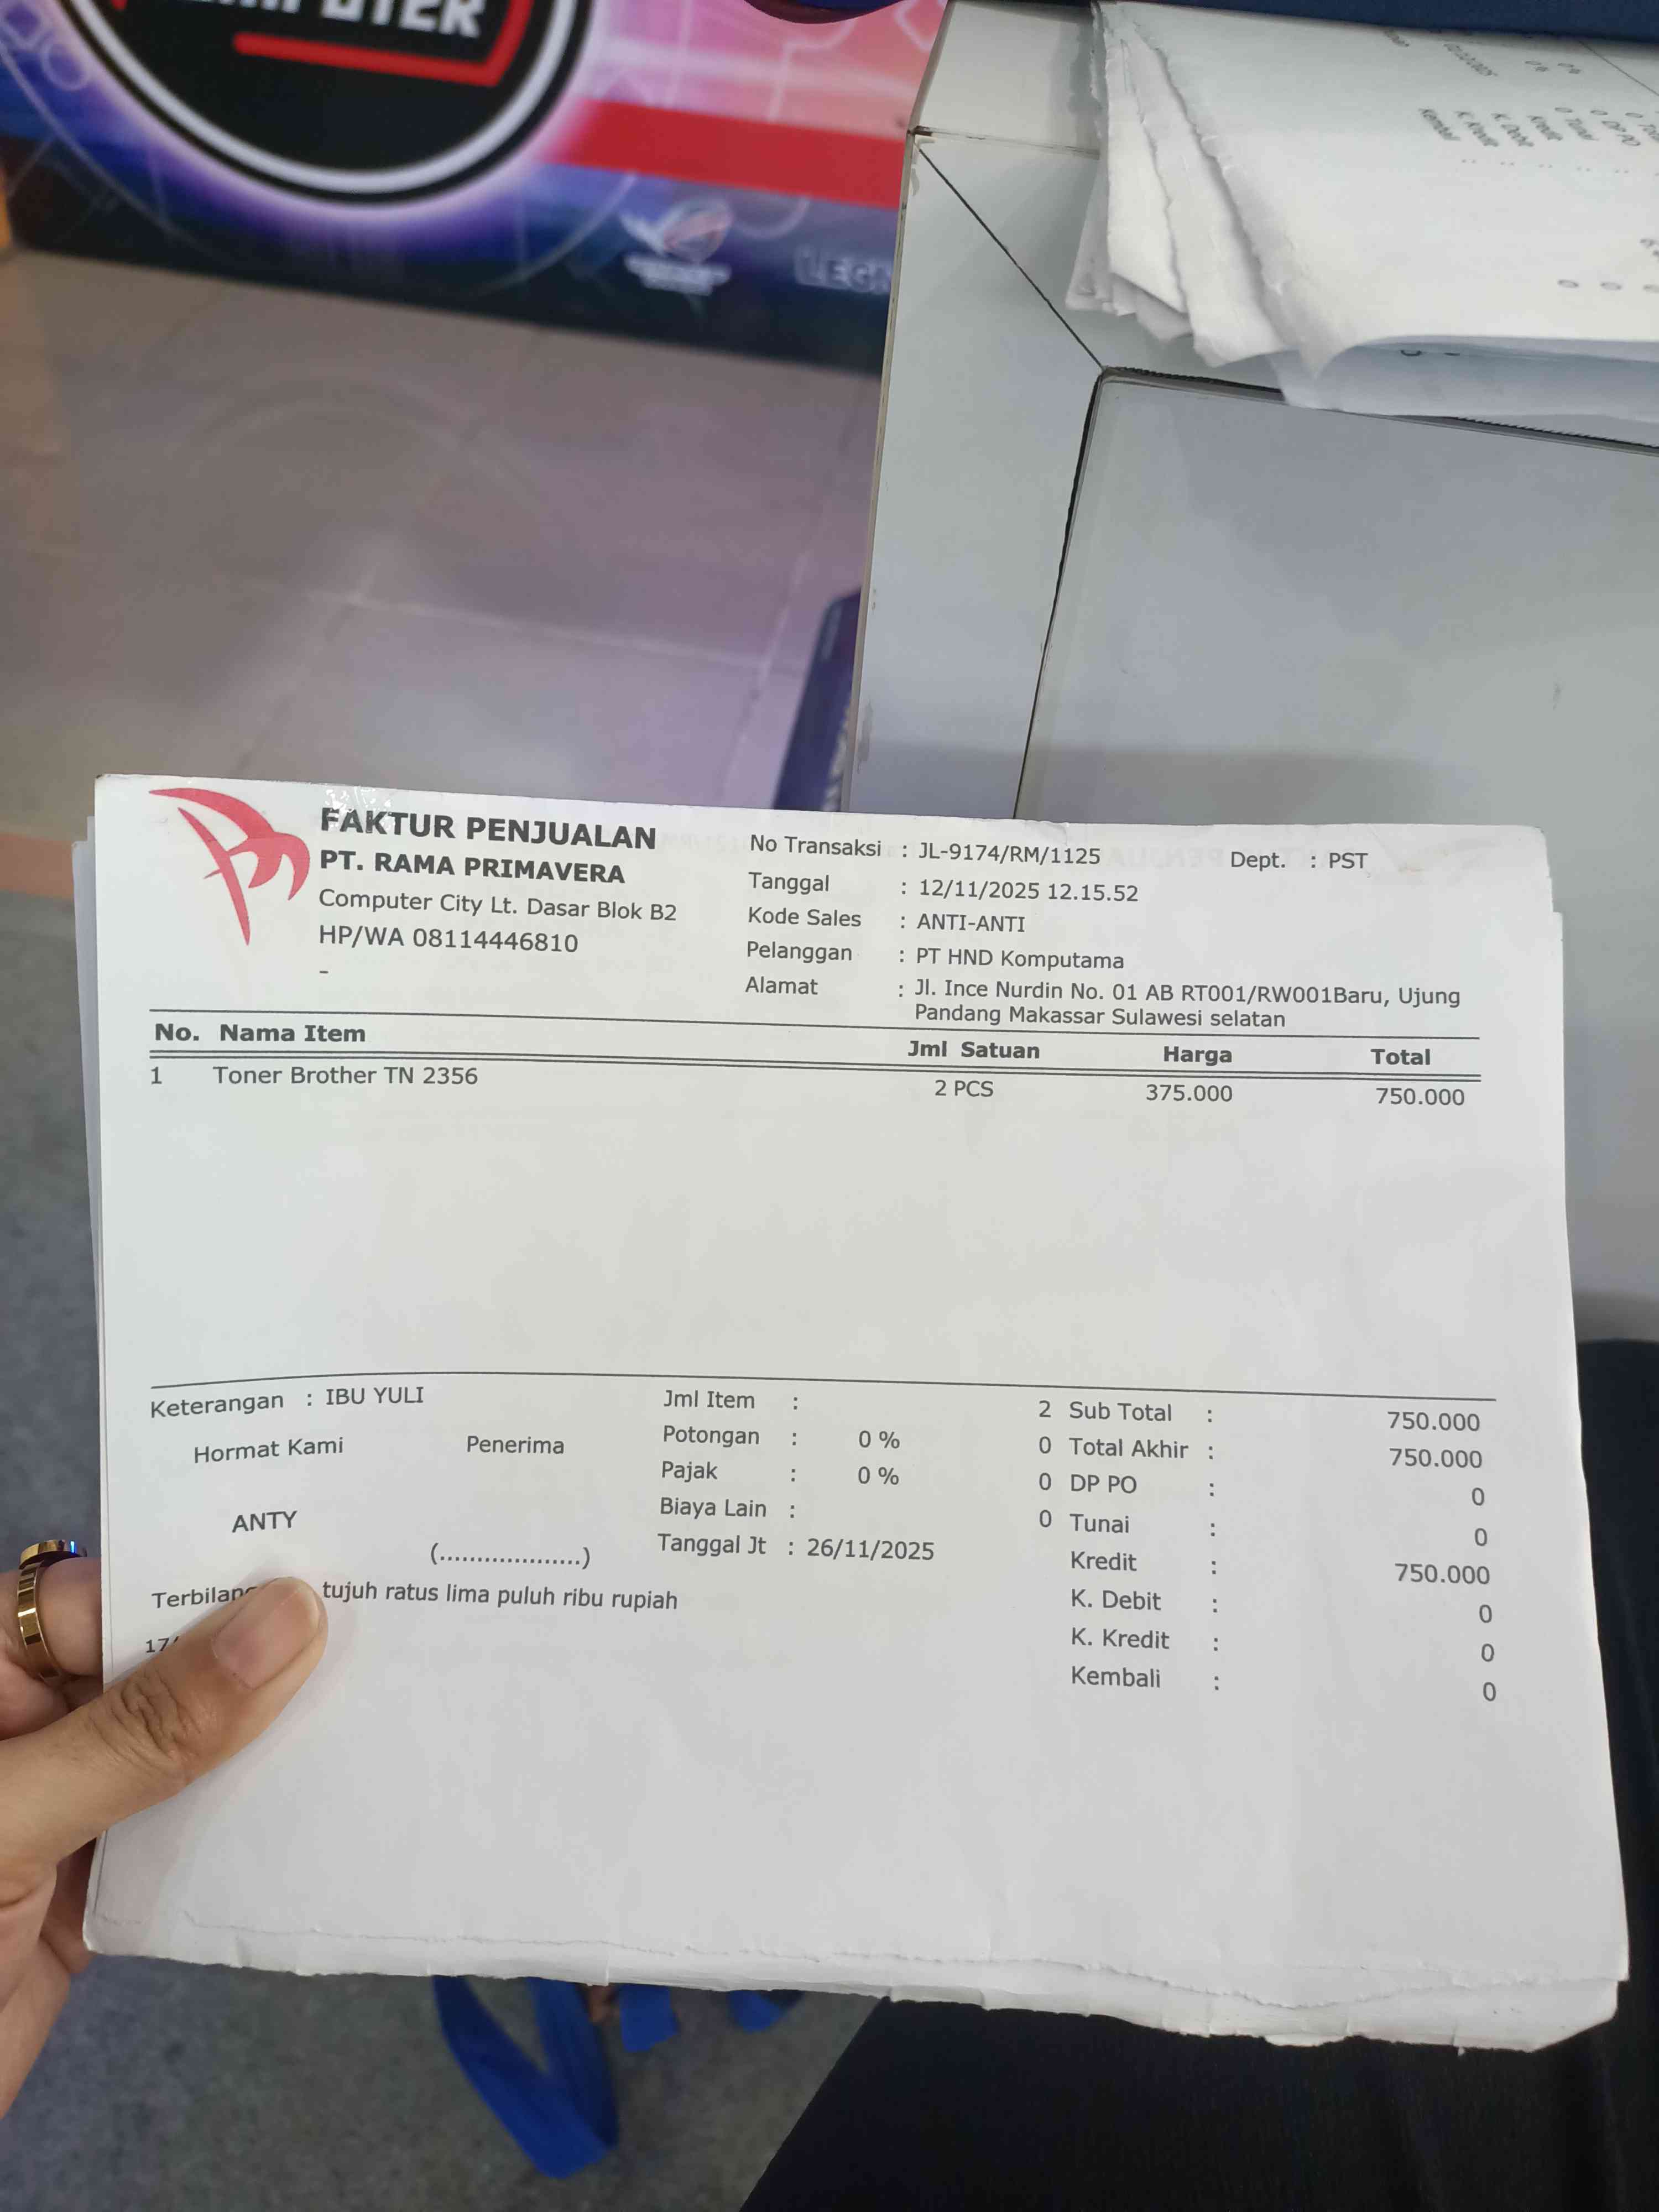 FAKTUR PENJUALAN
PT. RAMA PRIMAVERA
Computer City Lt. Dasar Blok B2
HP/WA 08114446810
-
No Transaksi : JL-9174/RM/1125 Dept. : PST
Tanggal : 12/11/2025 12.15.52
Kode Sales : ANTI-ANTI
Pelanggan : PT HND Komputama
Alamat : Jl. Ince Nurdin No. 01 AB RT001/RW001Baru, Ujung
Pandang Makassar Sulawesi selatan
No. Nama Item Jml Satuan Harga Total
1 Toner Brother TN 2356 2 PCS 375.000 750.000
Keterangan : IBU YULI
Hormat Kami Penerima
ANTY
(...................)
Jml Item : 2
Potongan : 0 % 0
Pajak : 0 % 0
Biaya Lain : 0
Tanggal Jt : 26/11/2025
Sub Total : 750.000
Total Akhir : 750.000
DP PO : 0
Tunai : 0
Kredit : 750.000
K. Debit : 0
K. Kredit : 0
Kembali : 0
tujuh ratus lima puluh ribu rupiah
Kredit
K. Debit
K. Kredit
Kembali